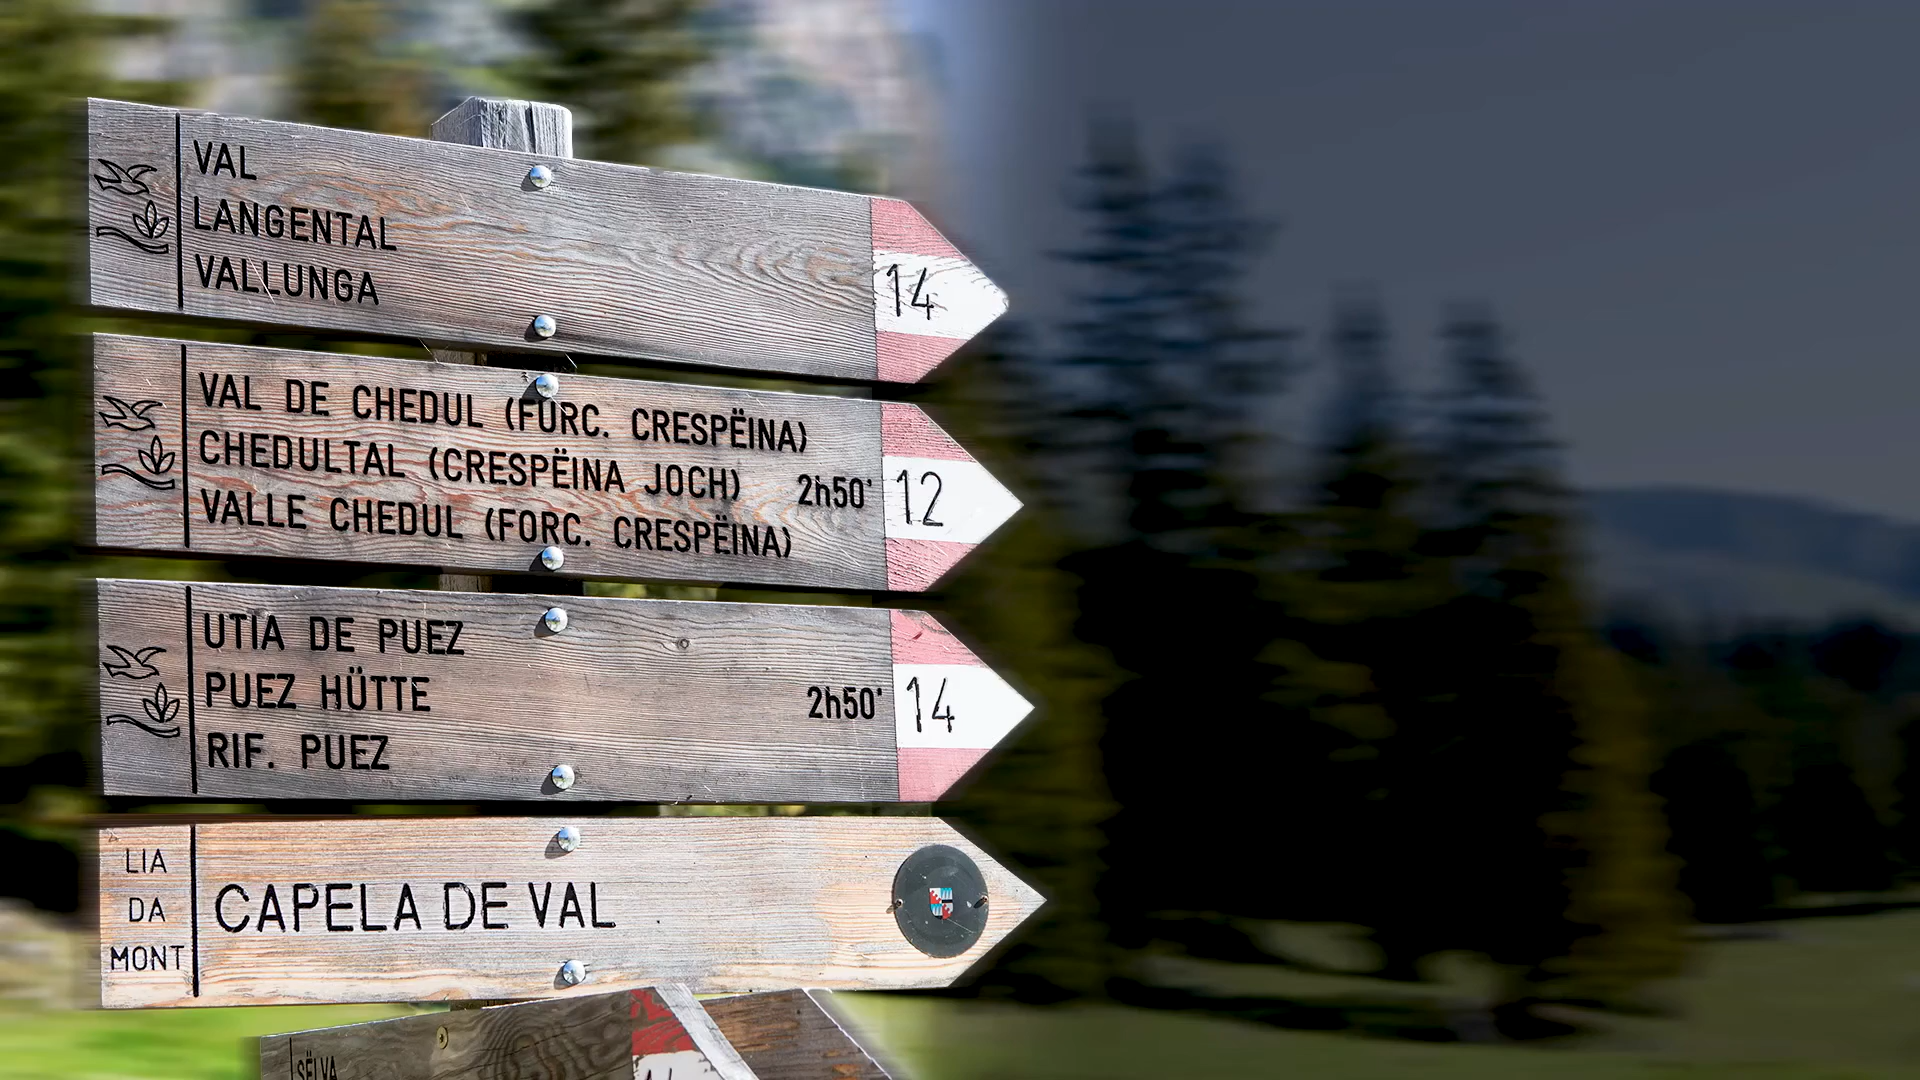 VAL
LANGENTAL
VALLUNGA
14
VAL DE CHEDUL (FURC. CRESPËINA)
CHEDULTAL (CRESPËINA JOCH) 2h50'
VALLE CHEDUL (FORC. CRESPËINA)
12
UTIA DE PUEZ
PUEZ HÜTTE 2h50'
RIF. PUEZ
14
LIA
DA
MONT
CAPELA DE VAL
SËLVA